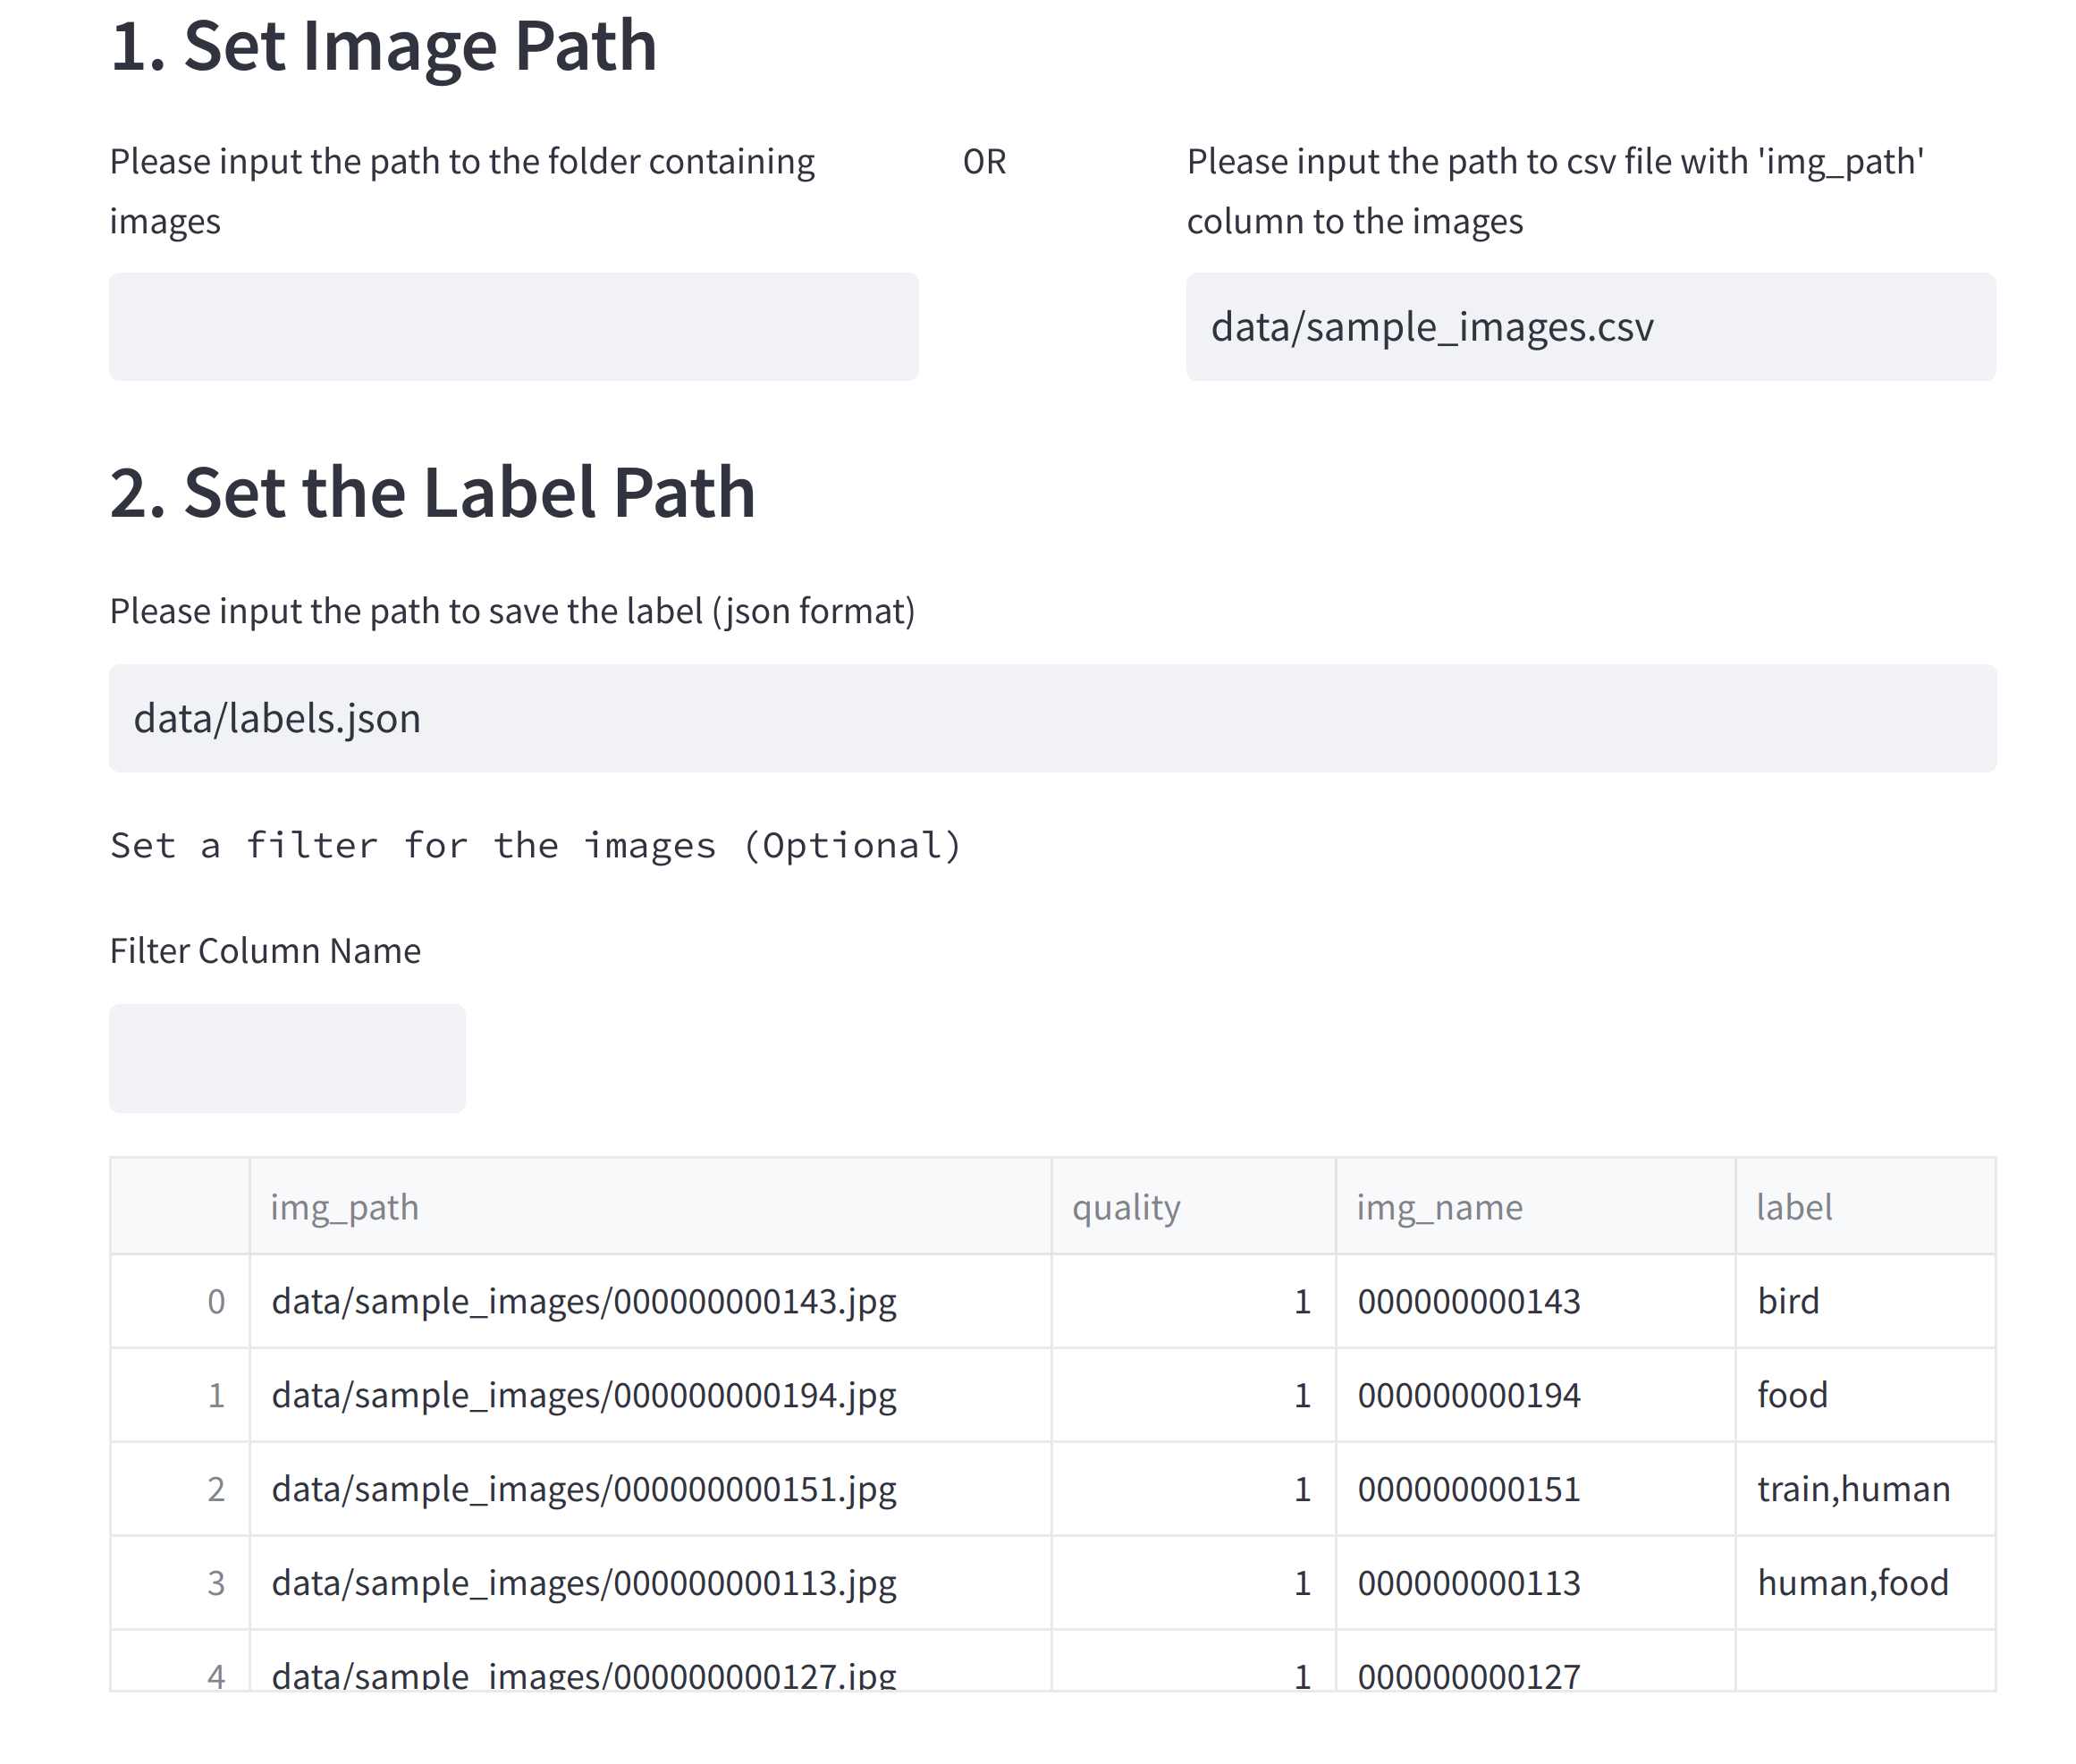 1. Set Image Path
Please input the path to the folder containing
images
OR
Please input the path to csv file with 'img_path'
column to the images
data/sample_images.csv
2. Set the Label Path
Please input the path to save the label (json format)
data/labels.json
Set a filter for the images (Optional)
Filter Column Name
img_path quality img_name label
0 data/sample_images/000000000143.jpg 1 000000000143 bird
1 data/sample_images/000000000194.jpg 1 000000000194 food
2 data/sample_images/000000000151.jpg 1 000000000151 train,human
3 data/sample_images/000000000113.jpg 1 000000000113 human,food
4 data/sample_images/000000000127.jpg 1 000000000127